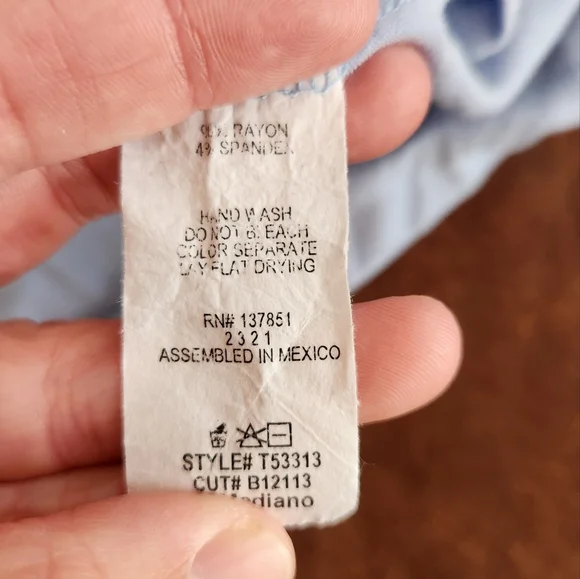 RAYON
4% SPANDEX
HAND WASH
DO NOT BLEACH
COLOR SEPARATE
LAY FLAT DRYING
RN# 137851
2321
ASSEMBLED IN MEXICO
STYLE# T53313
CUT# B12113